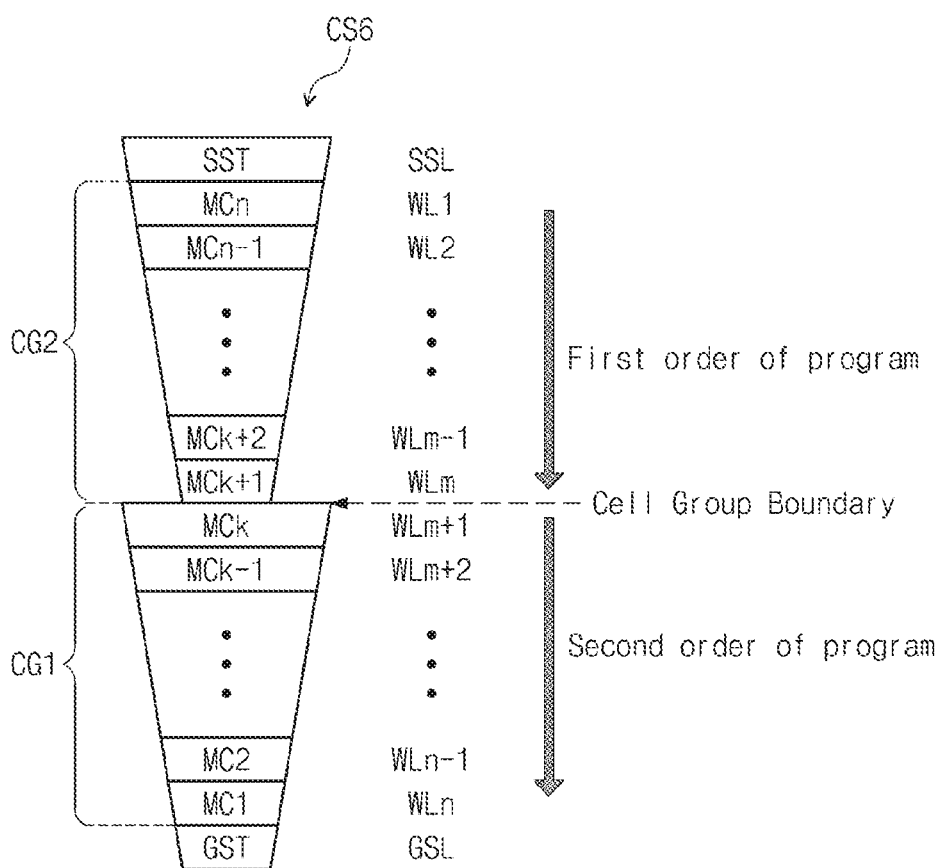 CS6
SST SSL
MCn WL1
MCn-1 WL2
CG2
First order of program
MCk+2 WLm-1
MCk+1 WLm
Cell Group Boundary
MCk WLm+1
MCk-1 WLm+2
CG1
Second order of program
MC2 WLn-1
MC1 WLn
GST GSL